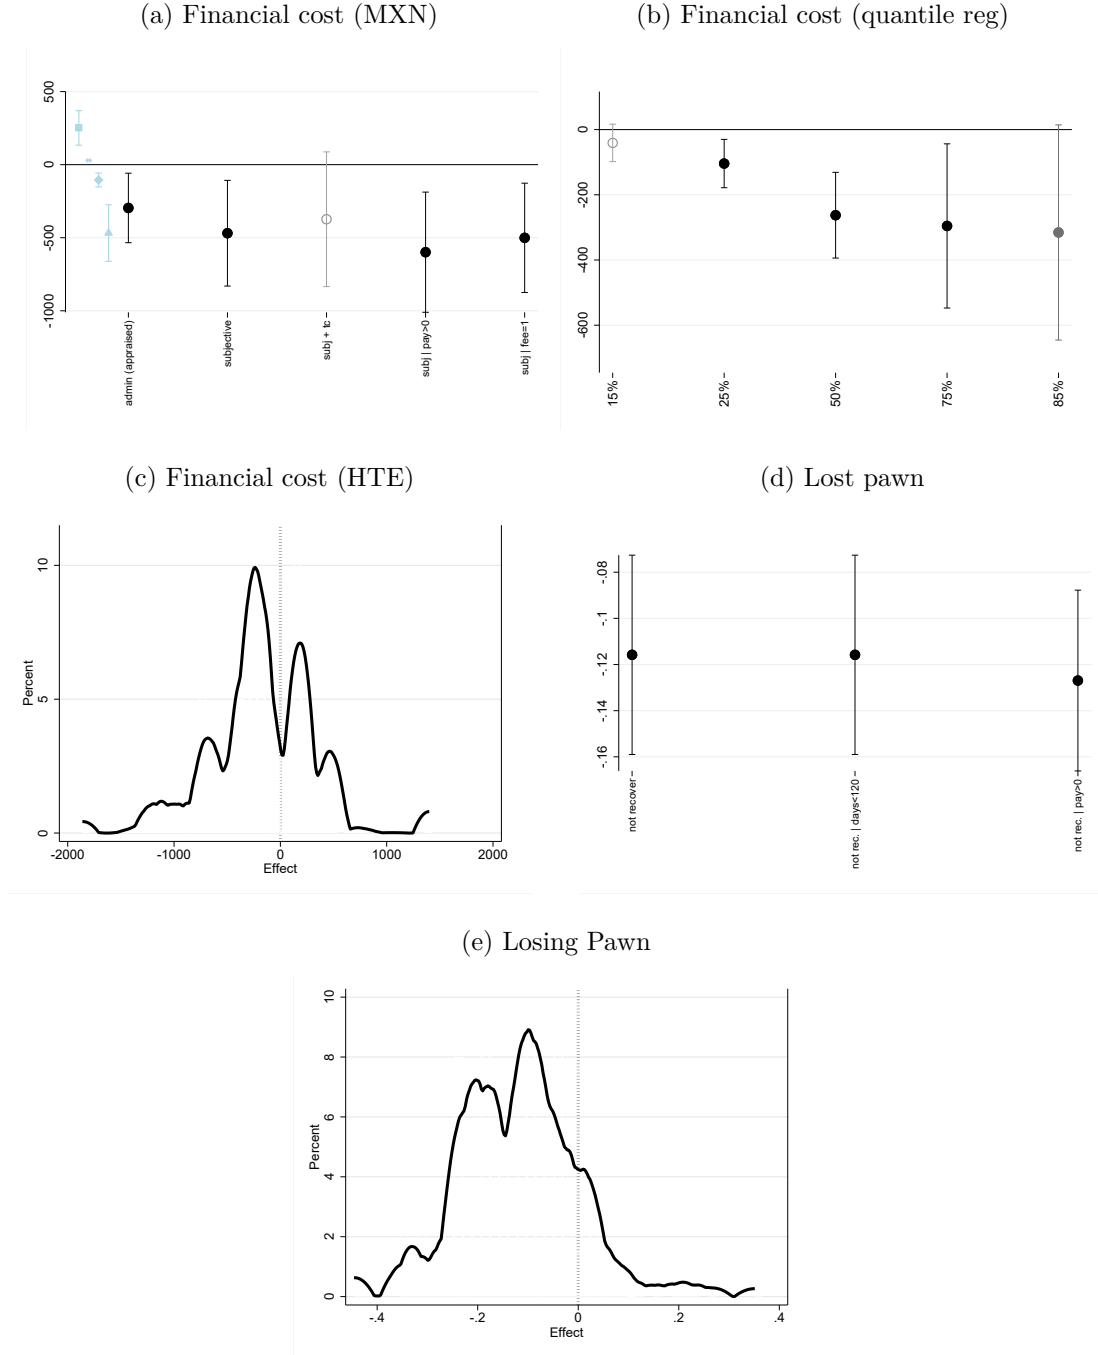 (a) Financial cost (MXN)
500
0
-500
-1000
admin (appraised)
subjective
subj + tc
subj | pay>0
subj | fee=1
(b) Financial cost (quantile reg)
0
-200
-400
-600
15%
25%
50%
75%
85%
(c) Financial cost (HTE)
Percent
10
5
0
-2000
-1000
0
1000
2000
Effect
(d) Lost pawn
-.08
-.1
-.12
-.14
-.16
not recover
not rec. | days<120
not rec. | pay>0
(e) Losing Pawn
Percent
10
8
6
4
2
0
-.4
-.2
0
.2
.4
Effect